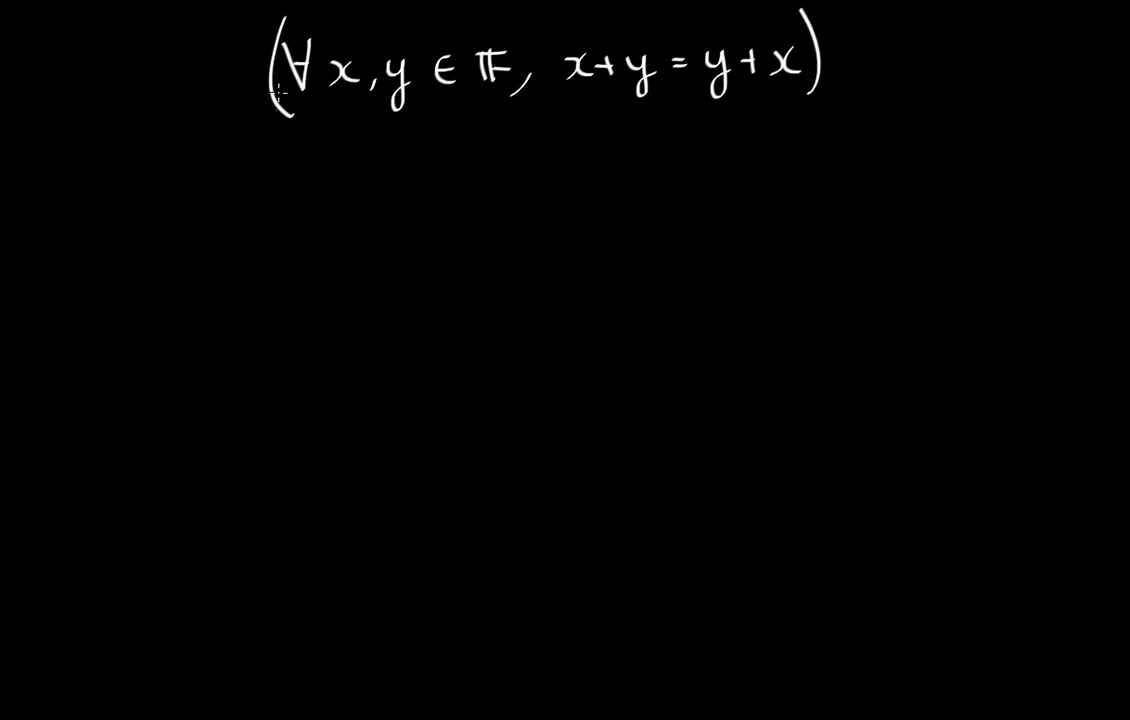 (∀ x, y ∈ 𝔽, x+y = y+x)